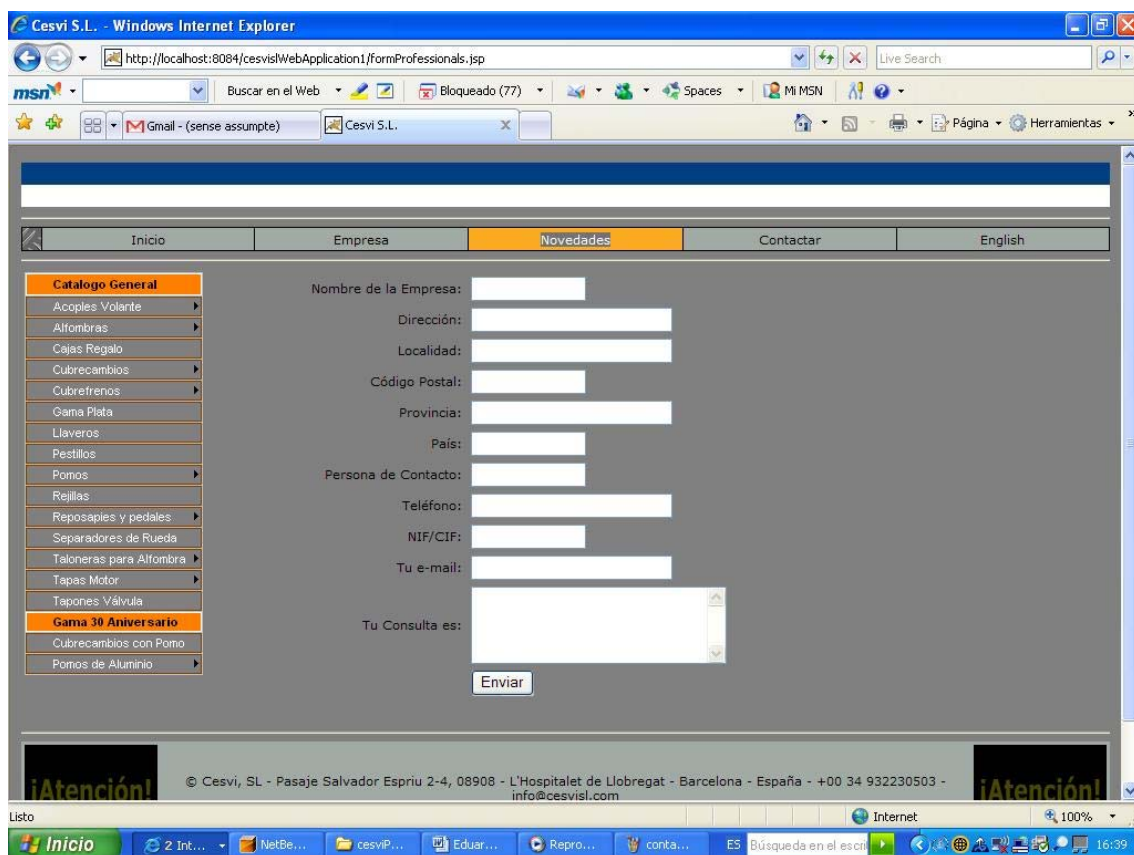 Cesvi S.L. - Windows Internet Explorer
http://localhost:8084/cesvislWebApplication1/formProfessionals.jsp
Live Search
msn
Buscar en el Web
Bloqueado (77)
Spaces
Mi MSN
Gmail - (sense assumpte)
Cesvi S.L.
Página
Herramientas
Inicio
Empresa
Novedades
Contactar
English
Catalogo General
Acoples Volante
Alfombras
Cajas Regalo
Cubrecambios
Cubrefrenos
Gama Plata
Llaveros
Pestillos
Pomos
Rejillas
Reposapies y pedales
Separadores de Rueda
Taloneras para Alfombra
Tapas Motor
Tapones Válvula
Gama 30 Aniversario
Cubrecambios con Pomo
Pomos de Aluminio
Nombre de la Empresa:
Dirección:
Localidad:
Código Postal:
Provincia:
País:
Persona de Contacto:
Teléfono:
NIF/CIF:
Tu e-mail:
Tu Consulta es:
Enviar
¡Atención!
© Cesvi, SL - Pasaje Salvador Espriu 2-4, 08908 - L'Hospitalet de Llobregat - Barcelona - España - +00 34 932230503 -
info@cesvisl.com
¡Atención!
Listo
Internet
100%
Inicio
2 Int...
NetBe...
cesviP...
Eduar...
Repro...
conta...
ES
Búsqueda en el escri
16:39